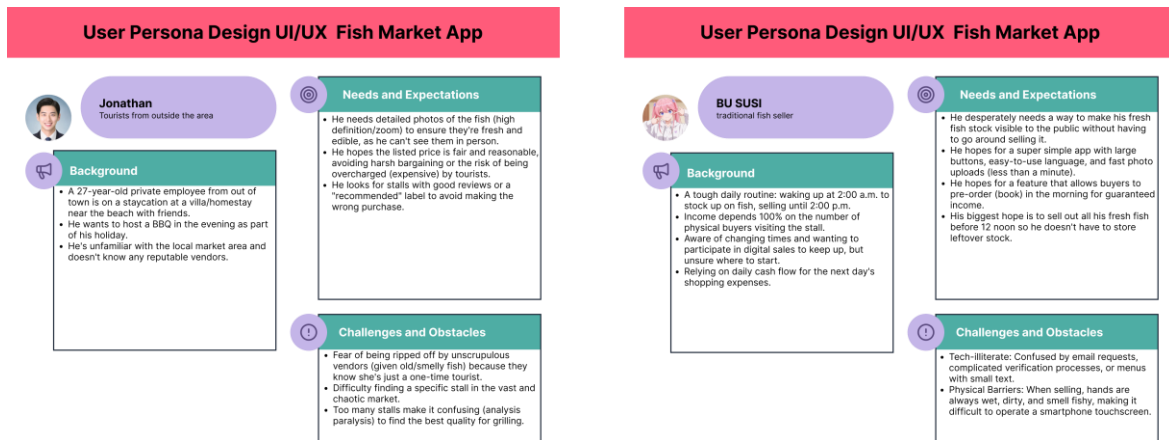 User Persona Design UI/UX  Fish Market App
Jonathan
Tourists from outside the area
Background
• A 27-year-old private employee from out of
town is on a staycation at a villa/homestay
near the beach with friends.
• He wants to host a BBQ in the evening as part
of his holiday.
• He's unfamiliar with the local market area and
doesn't know any reputable vendors.
Needs and Expectations
• He needs detailed photos of the fish (high
definition/zoom) to ensure they're fresh and
edible, as he can't see them in person.
• He hopes the listed price is fair and reasonable,
avoiding harsh bargaining or the risk of being
overcharged (expensive) by tourists.
• He looks for stalls with good reviews or a
"recommended" label to avoid making the
wrong purchase.
Challenges and Obstacles
• Fear of being ripped off by unscrupulous
vendors (given old/smelly fish) because they
know she's just a one-time tourist.
• Difficulty finding a specific stall in the vast and
chaotic market.
• Too many stalls make it confusing (analysis
paralysis) to find the best quality for grilling.
User Persona Design UI/UX  Fish Market App
BU SUSI
traditional fish seller
Background
• A tough daily routine: waking up at 2:00 a.m. to
stock up on fish, selling until 2:00 p.m.
• Income depends 100% on the number of
physical buyers visiting the stall.
• Aware of changing times and wanting to
participate in digital sales to keep up, but
unsure where to start.
• Relying on daily cash flow for the next day's
shopping expenses.
Needs and Expectations
• He desperately needs a way to make his fresh
fish stock visible to the public without having
to go around selling it.
• He hopes for a super simple app with large
buttons, easy-to-use language, and fast photo
uploads (less than a minute).
• He hopes for a feature that allows buyers to
pre-order (book) in the morning for guaranteed
income.
• His biggest hope is to sell out all his fresh fish
before 12 noon so he doesn't have to store
leftover stock.
Challenges and Obstacles
• Tech-illiterate: Confused by email requests,
complicated verification processes, or menus
with small text.
• Physical Barriers: When selling, hands are
always wet, dirty, and smell fishy, making it
difficult to operate a smartphone touchscreen.